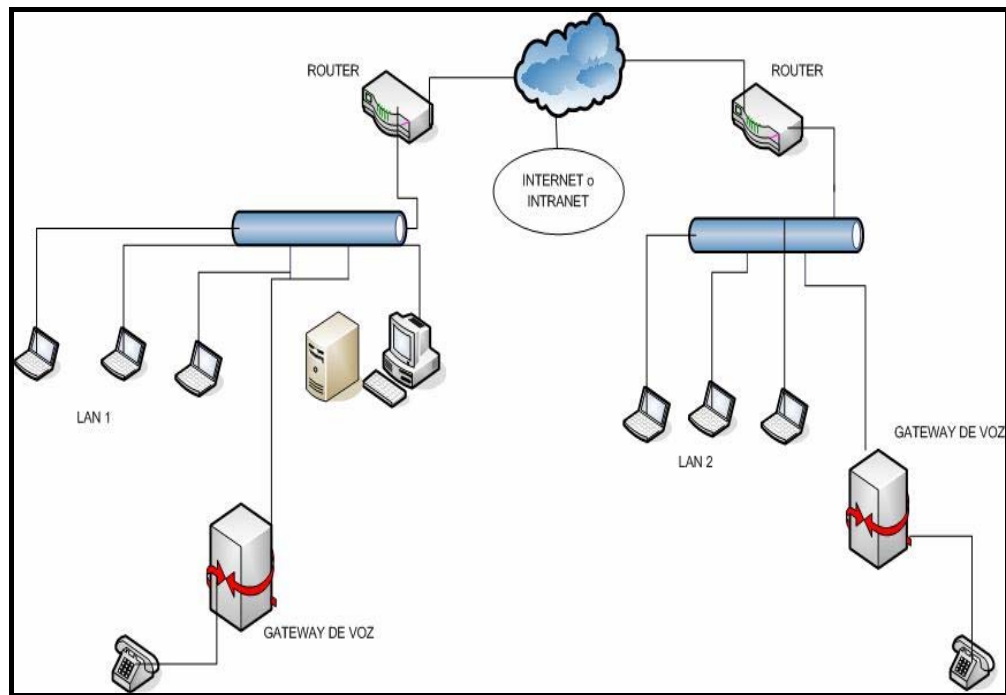 ROUTER
ROUTER
INTERNET o
INTRANET
LAN 1
LAN 2
GATEWAY DE VOZ
GATEWAY DE VOZ